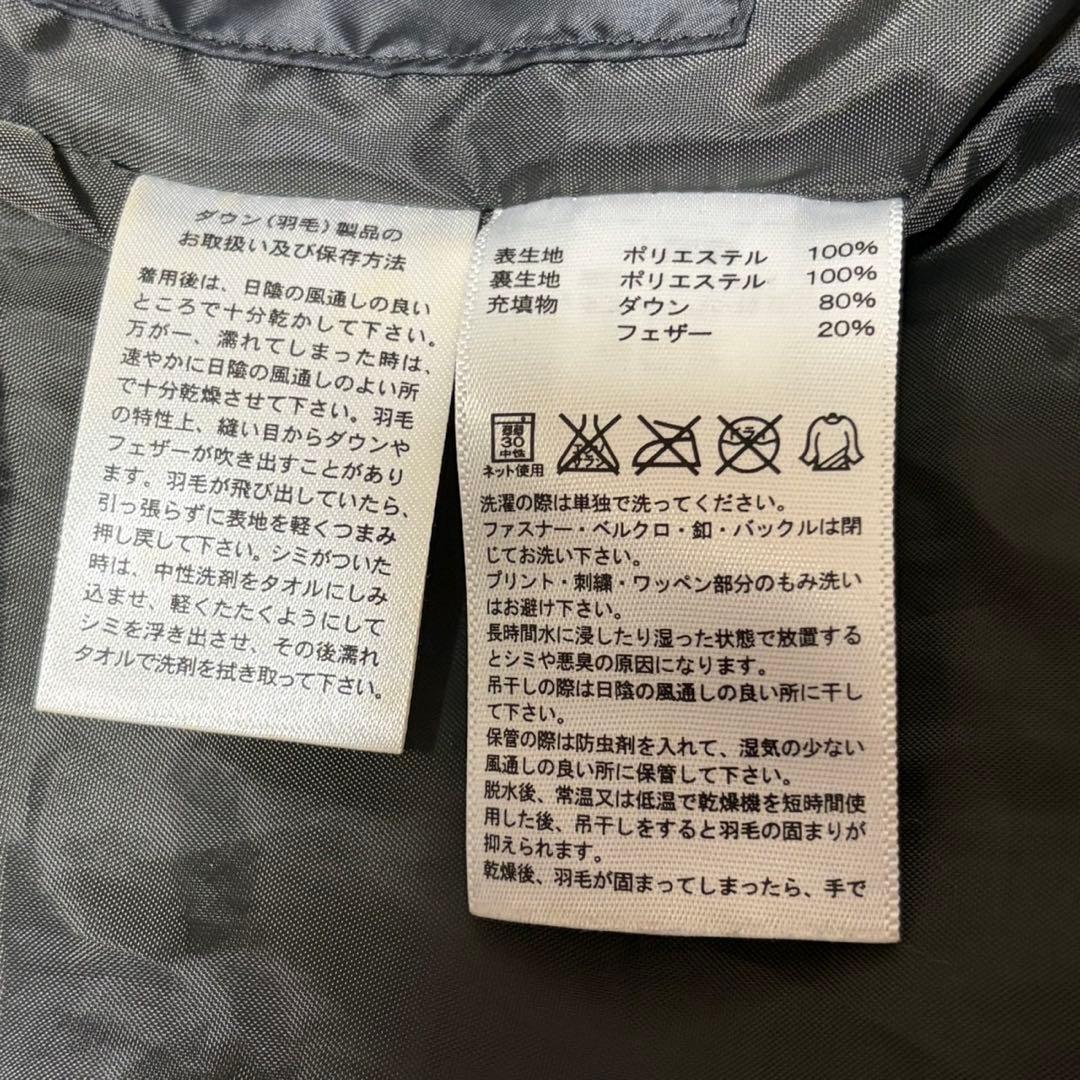 ダウン(羽毛)製品の
お取扱い及び保存方法
着用後は、日陰の風通しの良い
ところで十分乾かして下さい。
万が一、濡れてしまった時は、
速やかに日陰の風通しのよい所
で十分乾燥させて下さい。羽毛
の特性上、縫い目からダウンや
フェザーが吹き出すことがあり
ます。羽毛が飛び出していたら、
引っ張らずに表地を軽くつまみ
押し戻して下さい。シミがついた
時は、中性洗剤をタオルにしみ
込ませ、軽くたたくようにして
シミを浮き出させ、その後濡れ
タオルで洗剤を拭き取って下さい。
表生地 ポリエステル 100%
裏生地 ポリエステル 100%
充填物 ダウン 80%
フェザー 20%
30
中性
エンソ
サラシ
ドライ
ネット使用
洗濯の際は単独で洗ってください。
ファスナー・ベルクロ・釦・バックルは閉
じてお洗い下さい。
プリント・刺繍・ワッペン部分のもみ洗い
はお避け下さい。
長時間水に浸したり湿った状態で放置する
とシミや悪臭の原因になります。
吊干しの際は日陰の風通しの良い所に干し
て下さい。
保管の際は防虫剤を入れて、湿気の少ない
風通しの良い所に保管して下さい。
脱水後、常温又は低温で乾燥機を短時間使
用した後、吊干しをすると羽毛の固まりが
抑えられます。
乾燥後、羽毛が固まってしまったら、手で